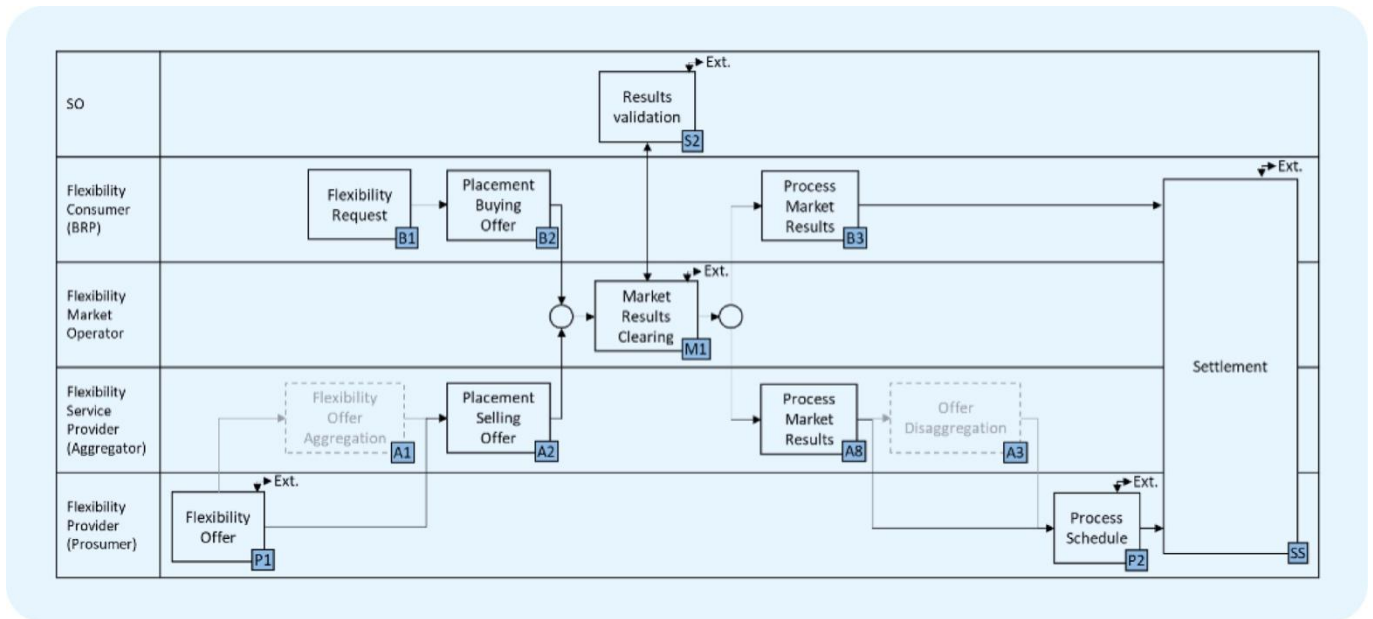 SO
Ext.
Results
validation
S2
Flexibility
Consumer
(BRP)
Flexibility
Request
B1
Placement
Buying
Offer
B2
Process
Market
Results
B3
Ext.
Flexibility
Market
Operator
Ext.
Market
Results
Clearing
M1
Settlement
SS
Flexibility
Service
Provider
(Aggregator)
Flexibility
Offer
Aggregation
A1
Placement
Selling
Offer
A2
Process
Market
Results
A8
Offer
Disaggregation
A3
Flexibility
Provider
(Prosumer)
Ext.
Flexibility
Offer
P1
Ext.
Process
Schedule
P2